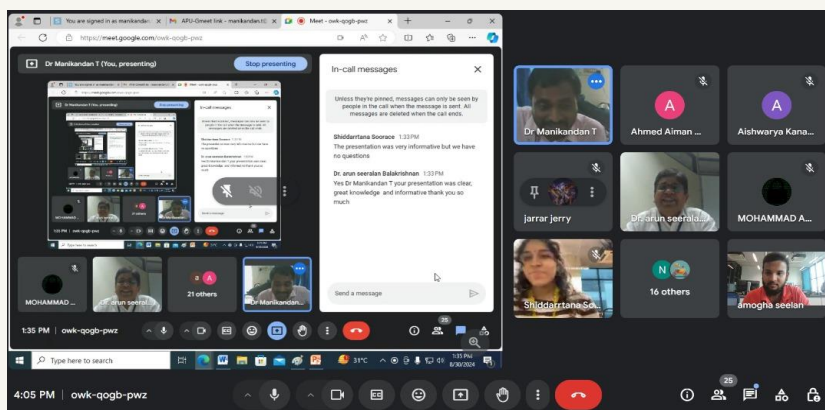 You are signed in as manikandan.
APU-Gmeet link - manikandan.t@
Meet - owk-qogb-pwz
https://meet.google.com/owk-qogb-pwz
Dr Manikandan T (You, presenting)
Stop presenting
In-call messages
Unless they're pinned, messages can only be seen by
people in the call when the message is sent. All
messages are deleted when the call ends.
Shiddarrtana Soorace 1:33 PM
The presentation was very informative but we have
no questions
Dr. arun seeralan Balakrishnan 1:33 PM
Yes Dr Manikandan T your presentation was clear,
great knowledge and informative thank you so
much
Send a message
MOHAMMAD ...
Dr. arun seeral...
a A
21 others
Dr Manikandan...
1:35 PM | owk-qogb-pwz
25
Type here to search
31°C
1:35 PM
6/30/2024
Dr Manikandan T
A
Ahmed Aiman ...
A
Aishwarya Kana...
jarrar jerry
Dr. arun seerala...
MOHAMMAD A...
Shiddarrtana So...
N
16 others
amogha seelan
4:05 PM | owk-qogb-pwz
25